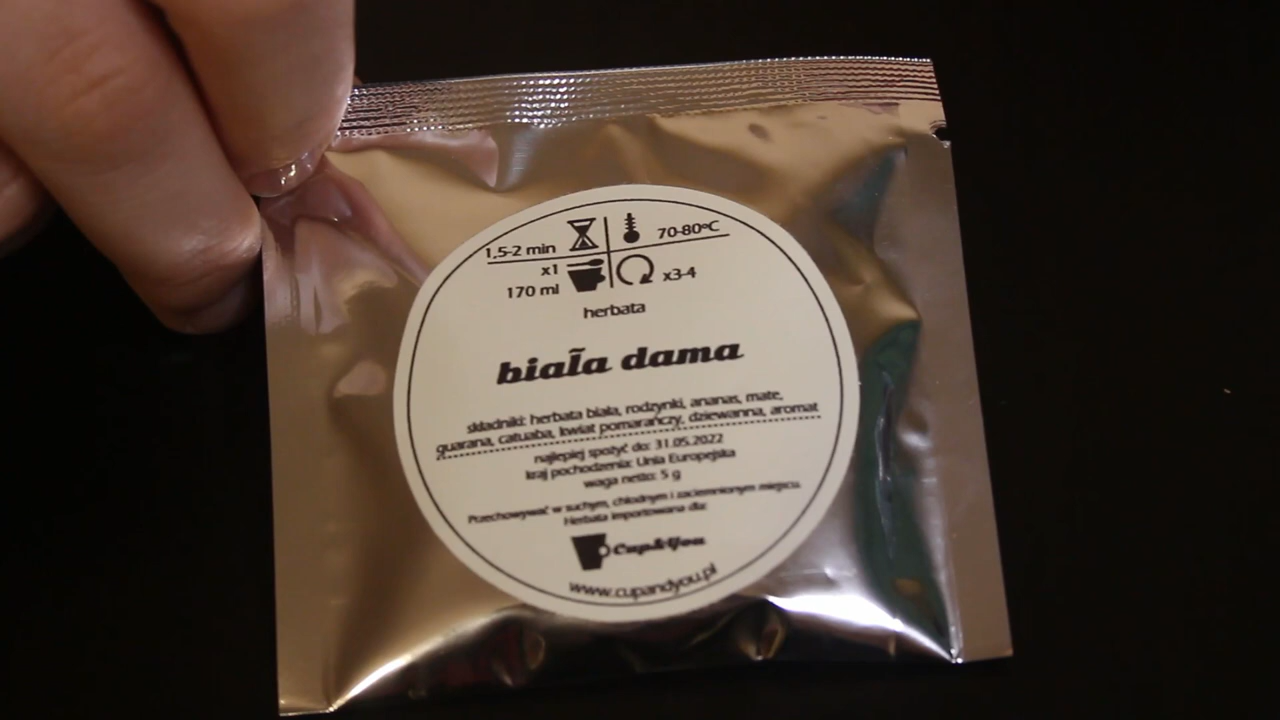 1,5-2 min
70-80°C
x1
170 ml
x3-4
herbata
biała dama
składniki: herbata biała, rodzynki, ananas, mate,
guarana, catuaba, kwiat pomarańczy, dziewanna, aromat
najlepiej spożyć do: 31.05.2022
kraj pochodzenia: Unia Europejska
waga netto: 5 g
Przechowywać w suchym, chłodnym i zaciemnionym miejscu.
Herbata importowana dla:
Cup&You
www.cupandyou.pl